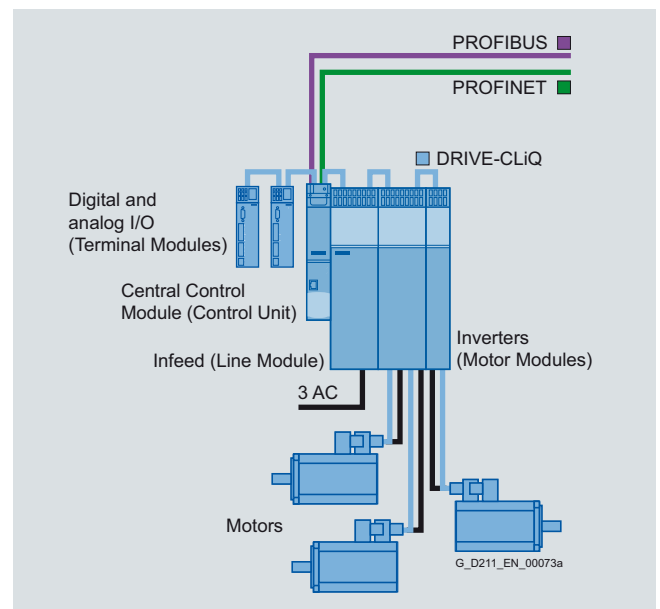 PROFIBUS
PROFINET
DRIVE-CLiQ
Digital and
analog I/O
(Terminal Modules)
Central Control
Module (Control Unit)
Infeed (Line Module)
Inverters
(Motor Modules)
3 AC
Motors
G_D211_EN_00073a